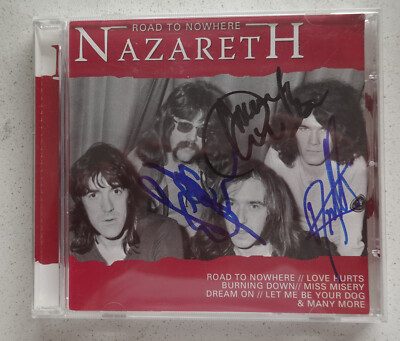 ROAD TO NOWHERE
NAZARETH
ROAD TO NOWHERE // LOVE HURTS
BURNING DOWN // MISS MISERY
DREAM ON // LET ME BE YOUR DOG
& MANY MORE